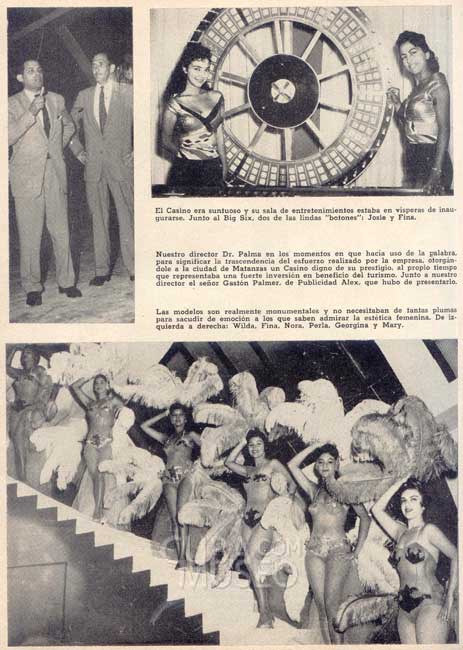 El Casino era suntuoso y su sala de entretenimientos estaba en vísperas de inau-
gurarse. Junto al Big Six, dos de las lindas "botones": Josie y Fina.
Nuestro director Dr. Palma en los momentos en que hacía uso de la palabra,
para significar la trascendencia del esfuerzo realizado por la empresa, otorgán-
dole a la ciudad de Matanzas un Casino digno de su prestigio, al propio tiempo
que representaba una fuerte inversión en beneficio del turismo. Junto a nuestro
director el señor Gastón Palmer, de Publicidad Alex, que hubo de presentarlo.
Las modelos son realmente monumentales y no necesitaban de tantas plumas
para sacudir de emoción a los que saben admirar la estética femenina. De iz-
quierda a derecha: Wilda, Fina, Nora, Perla, Georgina y Mary.
CUBA.COM
MUSEO